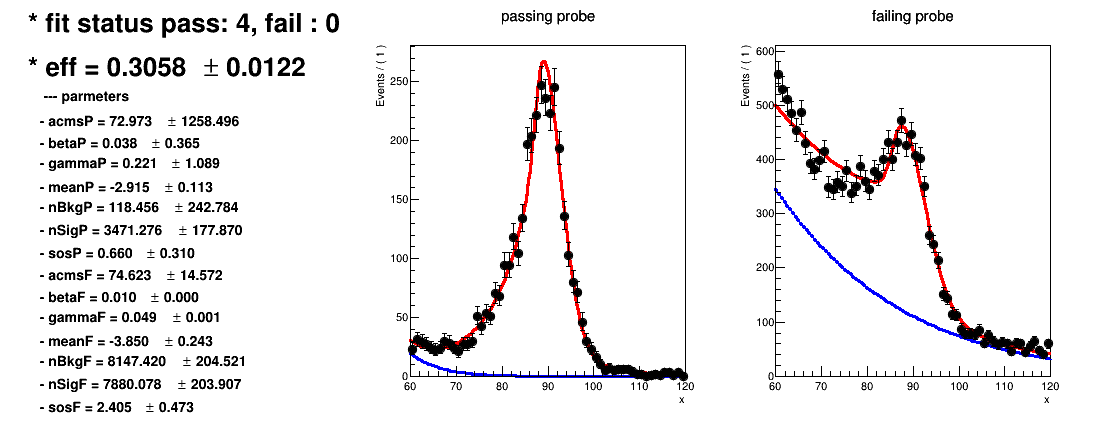 * fit status pass: 4, fail : 0
* eff = 0.3058 ± 0.0122
--- parmeters
- acmsP = 72.973 ± 1258.496
- betaP = 0.038 ± 0.365
- gammaP = 0.221 ± 1.089
- meanP = -2.915 ± 0.113
- nBkgP = 118.456 ± 242.784
- nSigP = 3471.276 ± 177.870
- sosP = 0.660 ± 0.310
- acmsF = 74.623 ± 14.572
- betaF = 0.010 ± 0.000
- gammaF = 0.049 ± 0.001
- meanF = -3.850 ± 0.243
- nBkgF = 8147.420 ± 204.521
- nSigF = 7880.078 ± 203.907
- sosF = 2.405 ± 0.473
passing probe
Events / ( 1 )
250
200
150
100
50
0
60 70 80 90 100 110 120
x
failing probe
Events / ( 1 )
600
500
400
300
200
100
0
60 70 80 90 100 110 120
x